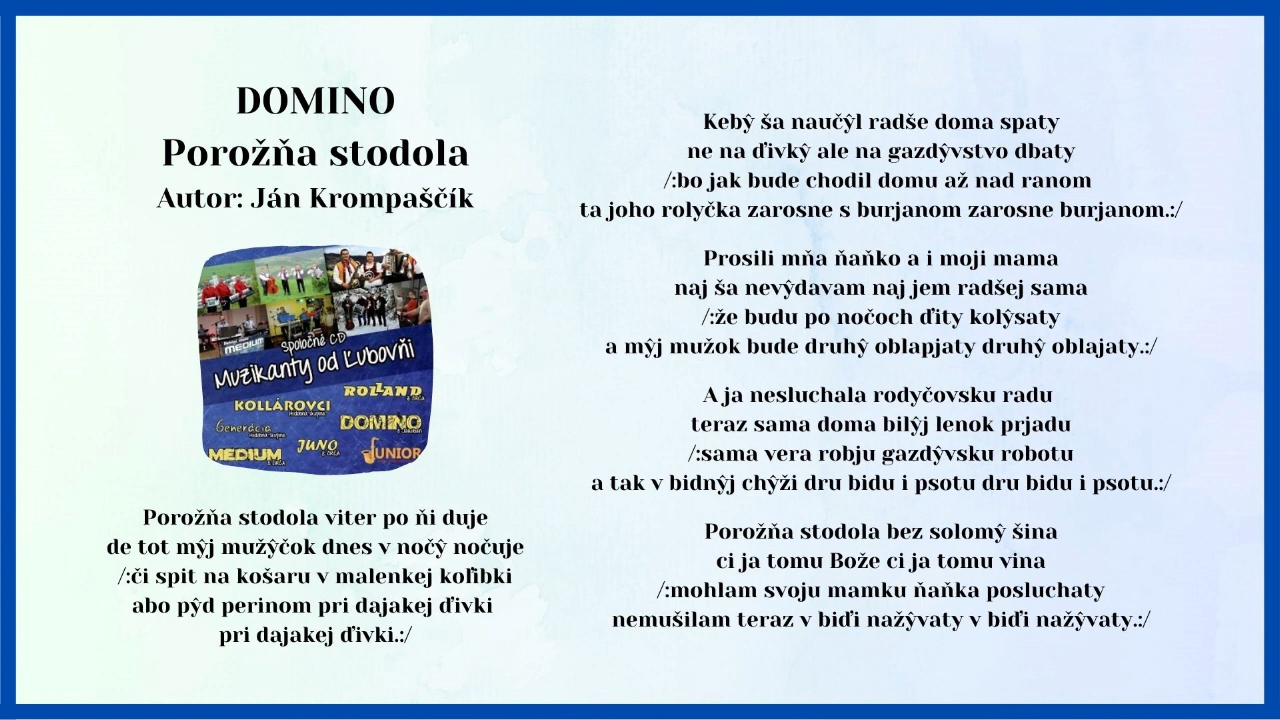 DOMINO
Porožňa stodola
Autor: Ján Krompaščík
Spoločné CD
Muzikanty od Ľubovňi
ROLLAND
KOLLÁROVCI
Generácia
DOMINO
JUNO
MEDIUM
JUNIOR
Porožňa stodola viter po ňi duje
de tot mŷj mužŷčok dnes v nočŷ nočuje
/:či spit na košaru v malenkej koľibki
abo pŷd perinom pri dajakej ďivki
pri dajakej ďivki.:/
Kebŷ ša naučŷl radše doma spaty
ne na ďivkŷ ale na gazdŷvstvo dbaty
/:bo jak bude chodil domu až nad ranom
ta joho rolyčka zarosne s burjanom zarosne burjanom.:/
Prosili mňa ňaňko a i moji mama
naj ša nevŷdavam naj jem radšej sama
/:že budu po nočoch ďity kolŷsaty
a mŷj mužok bude druhŷ oblapjaty druhŷ oblajaty.:/
A ja nesluchala rodyčovsku radu
teraz sama doma bilŷj lenok prjadu
/:sama vera robju gazdŷvsku robotu
a tak v bidnŷj chŷži dru bidu i psotu dru bidu i psotu.:/
Porožňa stodola bez solomŷ šina
ci ja tomu Bože ci ja tomu vina
/:mohlam svoju mamku ňaňka posluchaty
nemušilam teraz v biďi nažŷvaty v biďi nažŷvaty.:/